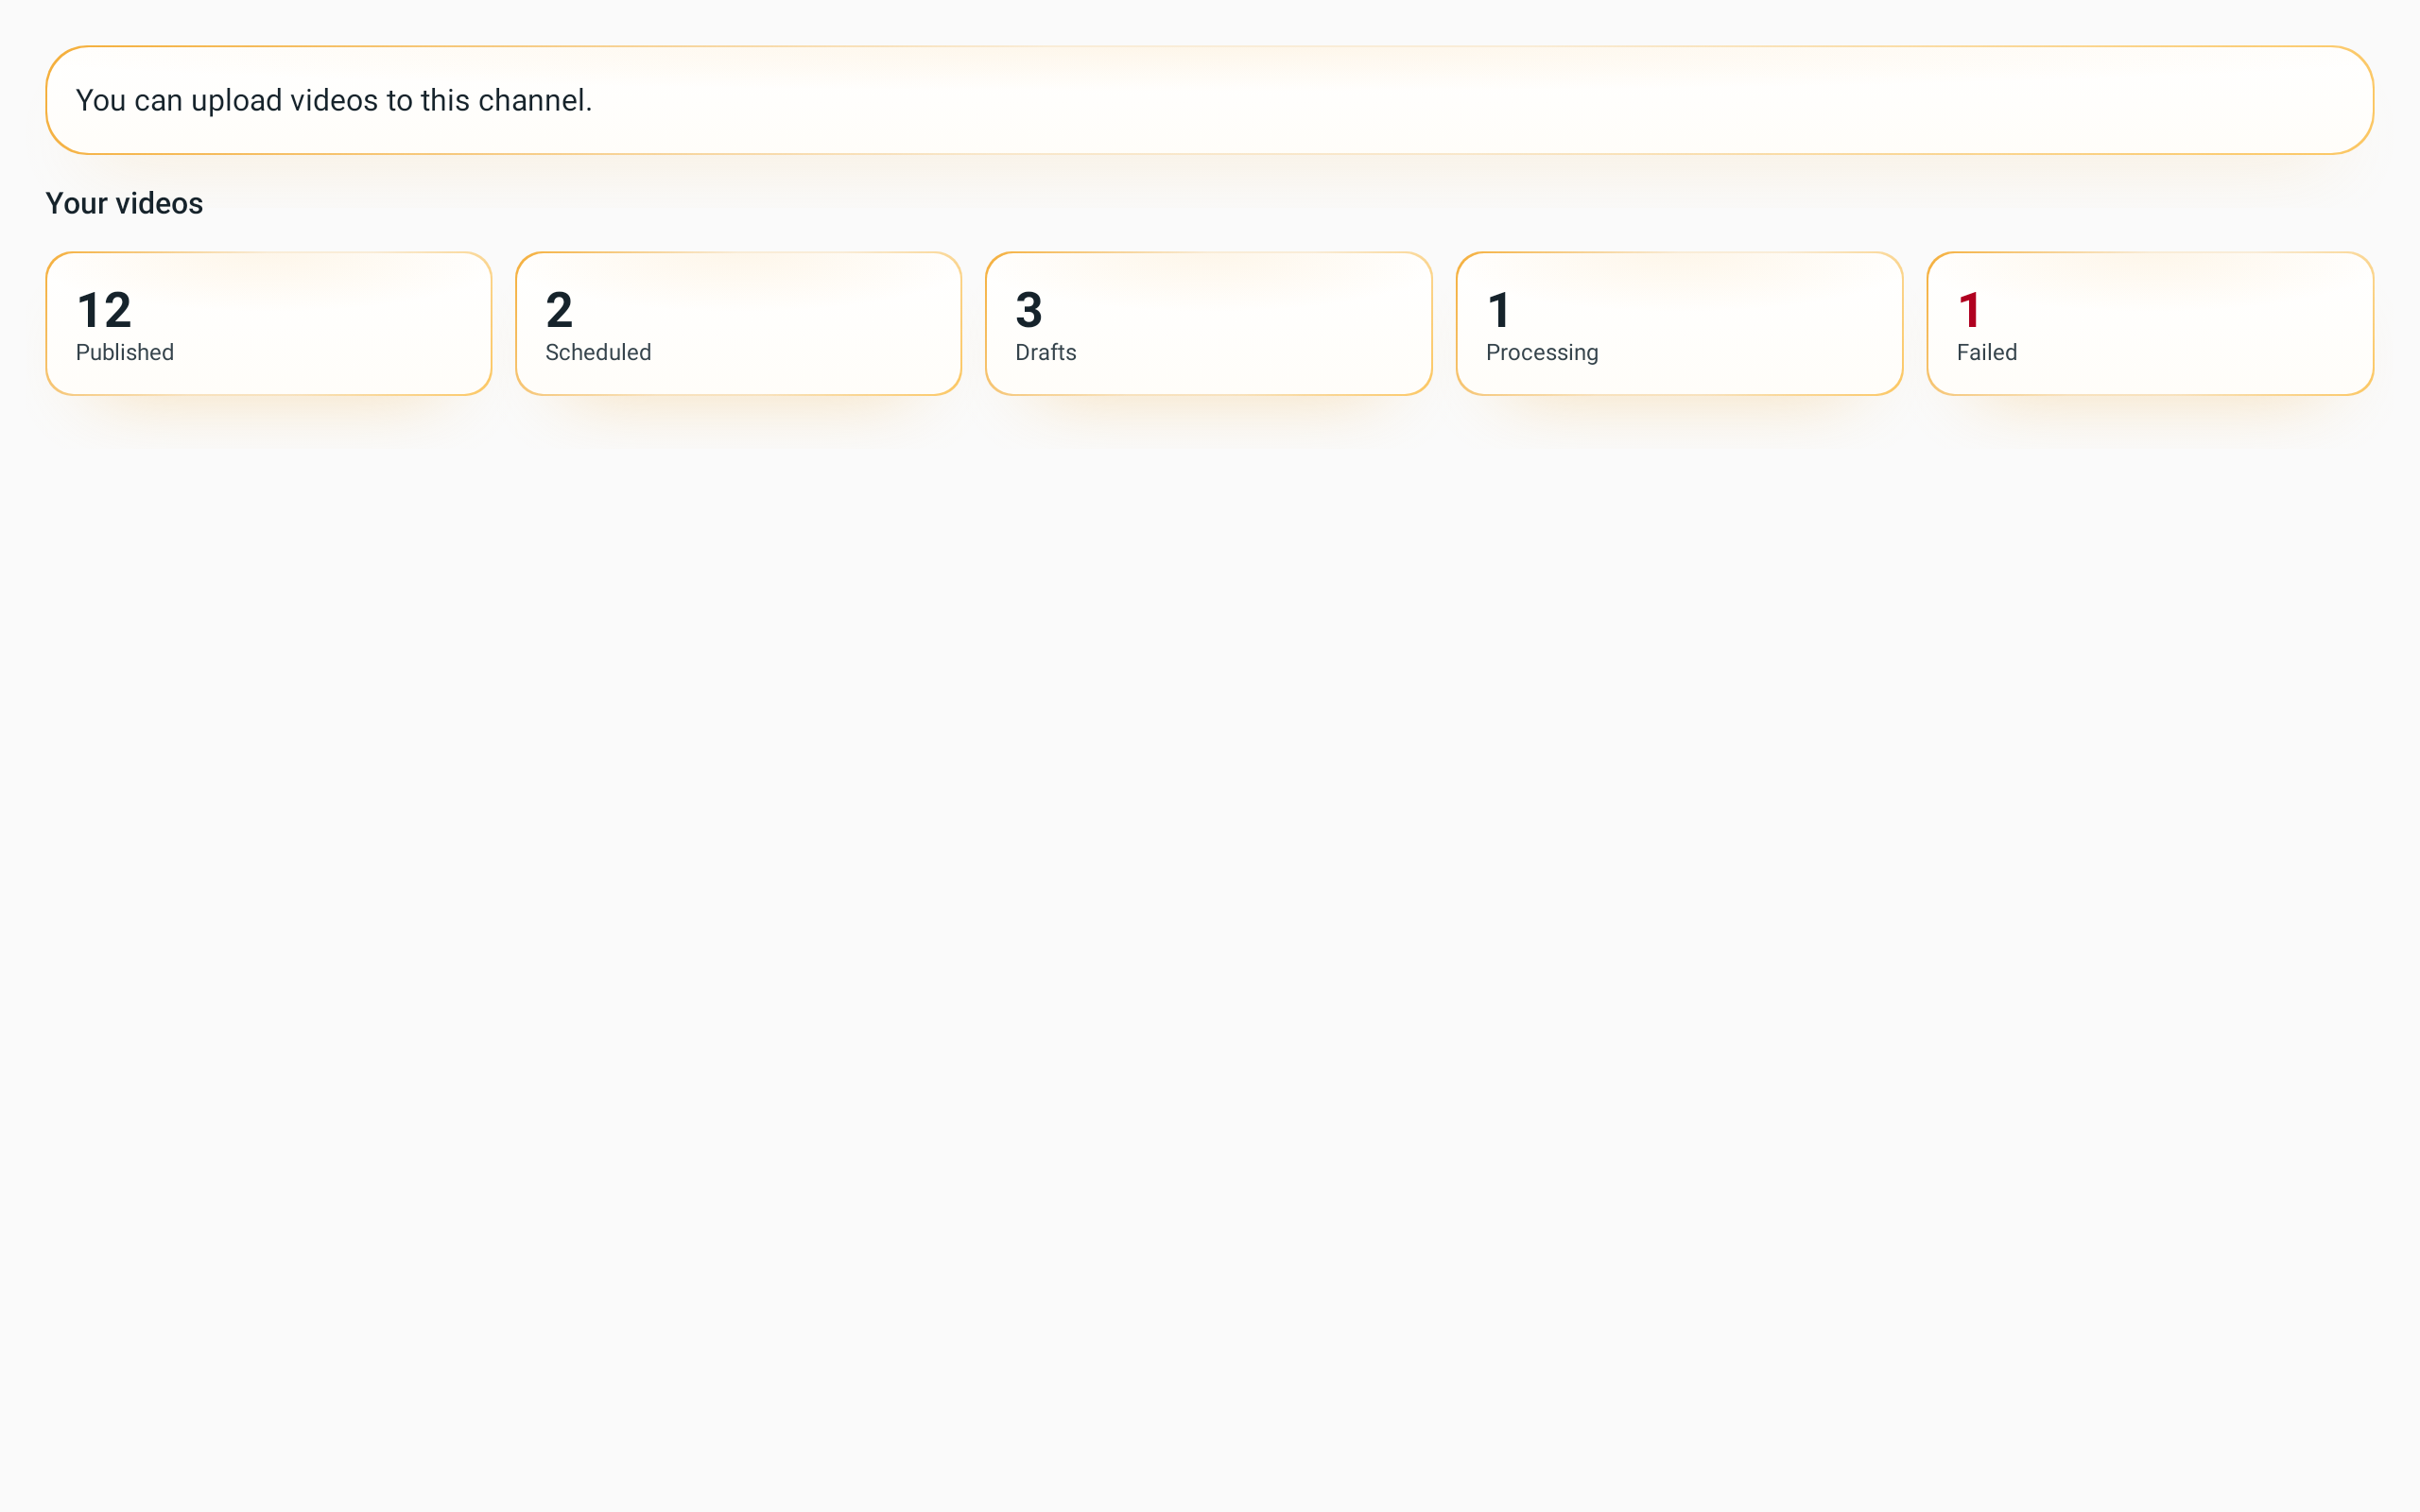 You can upload videos to this channel.
Your videos
12
Published
2
Scheduled
3
Drafts
1
Processing
1
Failed